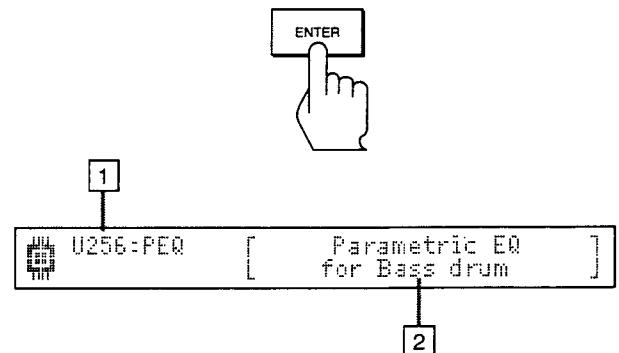 ENTER
1
U256:PEQ [ Parametric EQ ]
[ for Bass drum ]
2